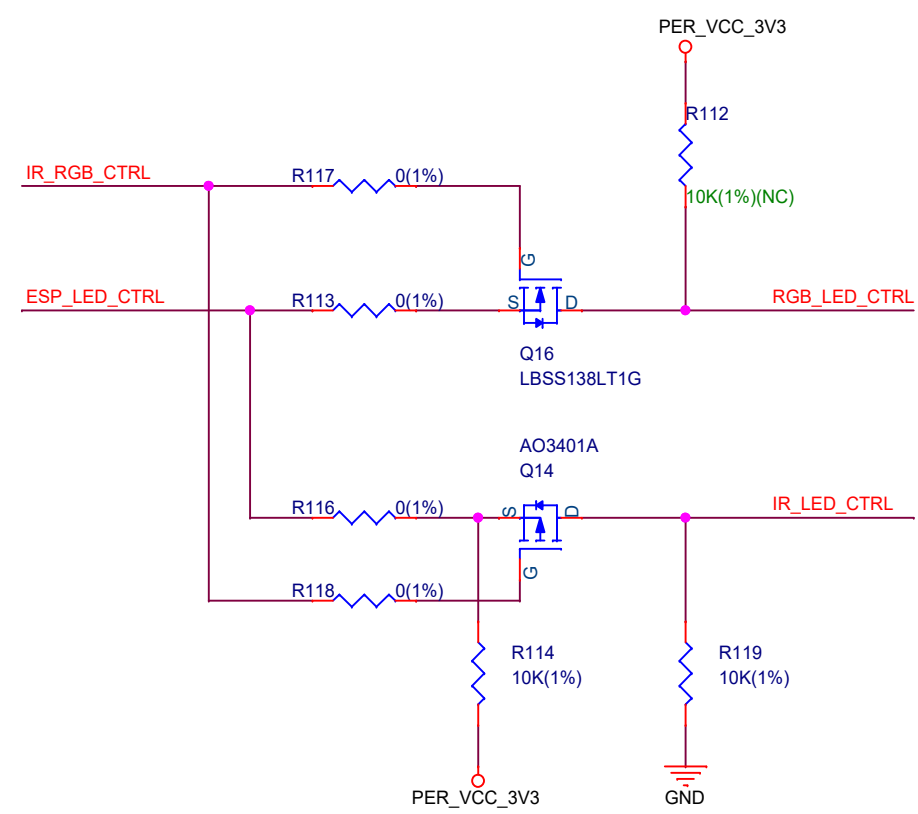 PER_VCC_3V3
R112
IR_RGB_CTRL
R117
0(1%)
10K(1%)(NC)
G
ESP_LED_CTRL
R113
0(1%)
S
D
RGB_LED_CTRL
Q16
LBSS138LT1G
AO3401A
Q14
R116
0(1%)
S
D
IR_LED_CTRL
G
R118
0(1%)
R114
10K(1%)
R119
10K(1%)
PER_VCC_3V3
GND